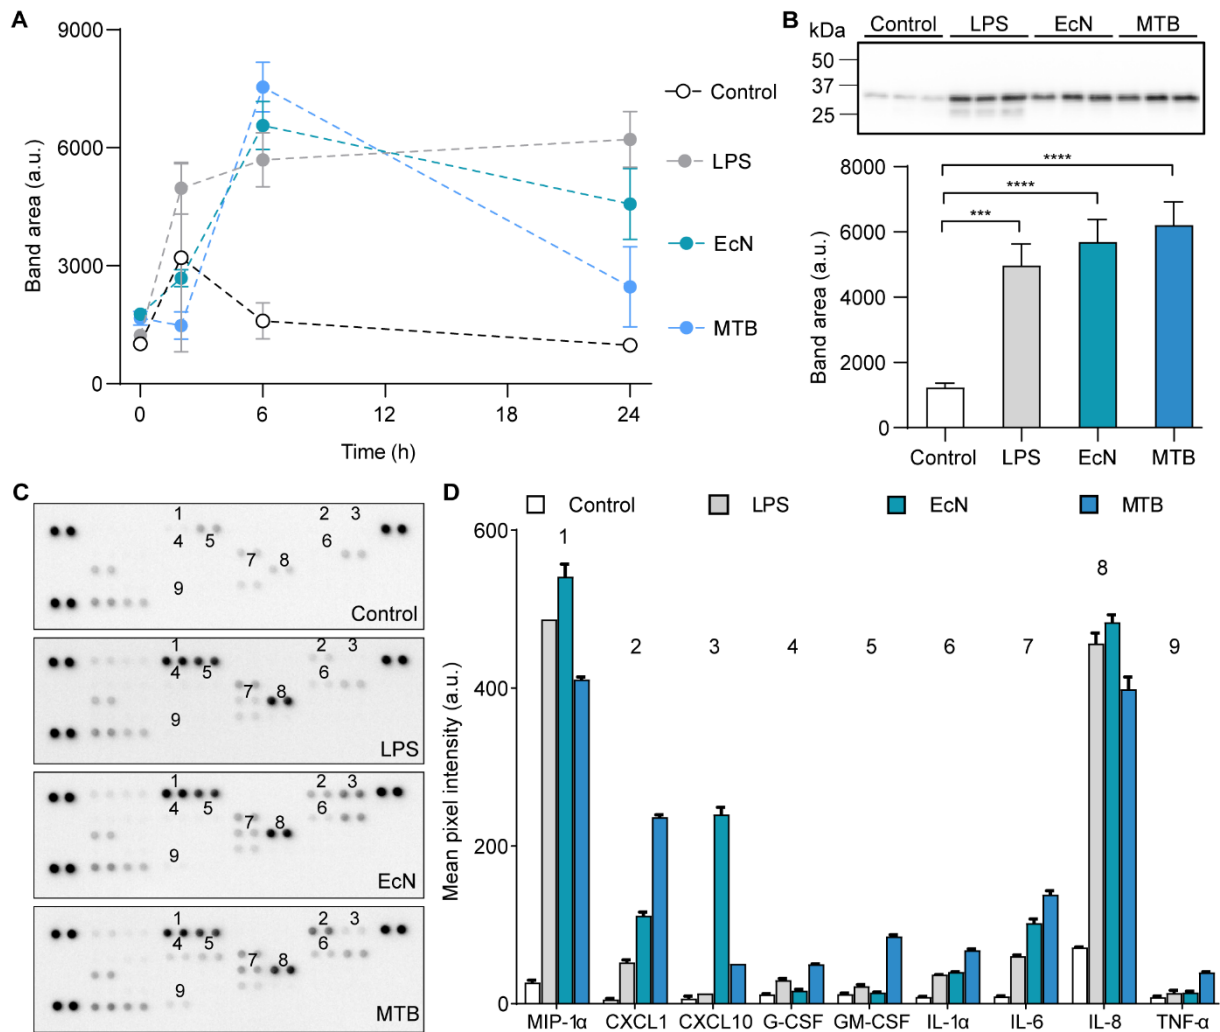 A
9000
6000
3000
0
Band area (a.u.)
0 6 12 18 24
Time (h)
Control
LPS
EcN
MTB
B
kDa Control LPS EcN MTB
50
37
25
8000
6000
4000
2000
0
Band area (a.u.)
****
****
***
Control LPS EcN MTB
C
1 2 3
4 5 6
7 8
9
Control
1 2 3
4 5 6
7 8
9
LPS
1 2 3
4 5 6
7 8
9
EcN
1 2 3
4 5 6
7 8
9
MTB
D
Control LPS EcN MTB
600
400
200
0
Mean pixel intensity (a.u.)
1 2 3 4 5 6 7 8 9
MIP-1α CXCL1 CXCL10 G-CSF GM-CSF IL-1α IL-6 IL-8 TNF-α